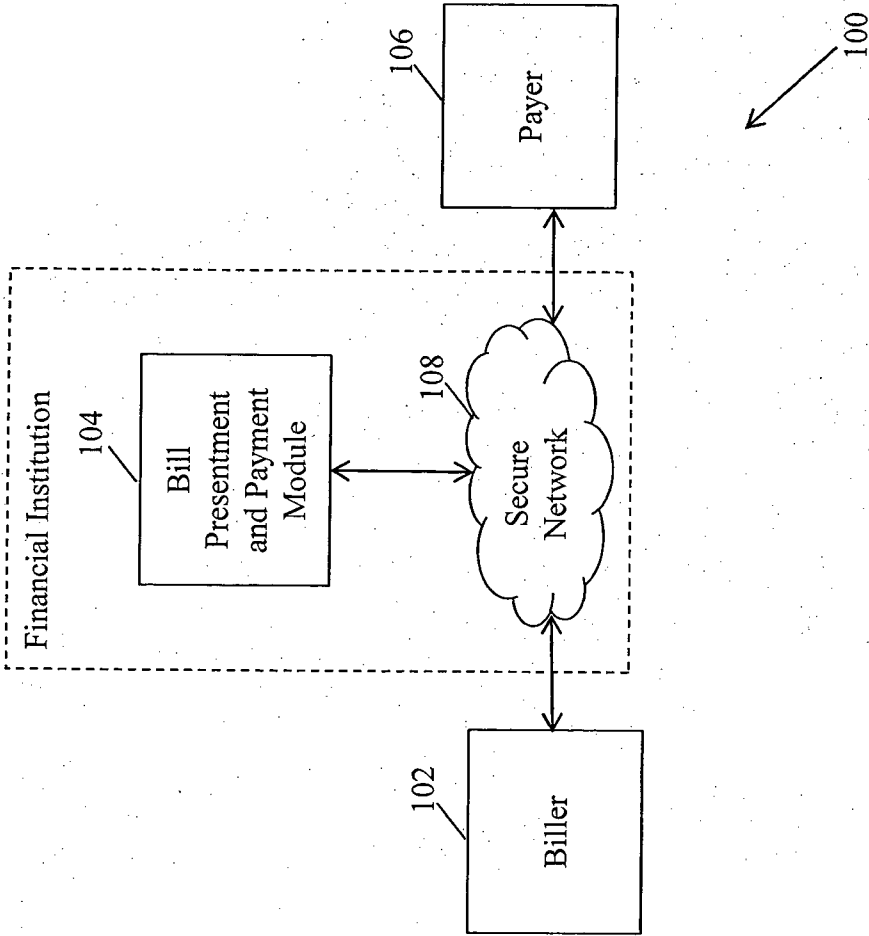 Financial Institution
104
Bill
Presentment
and Payment
Module
108
Secure
Network
102
Biller
106
Payer
100